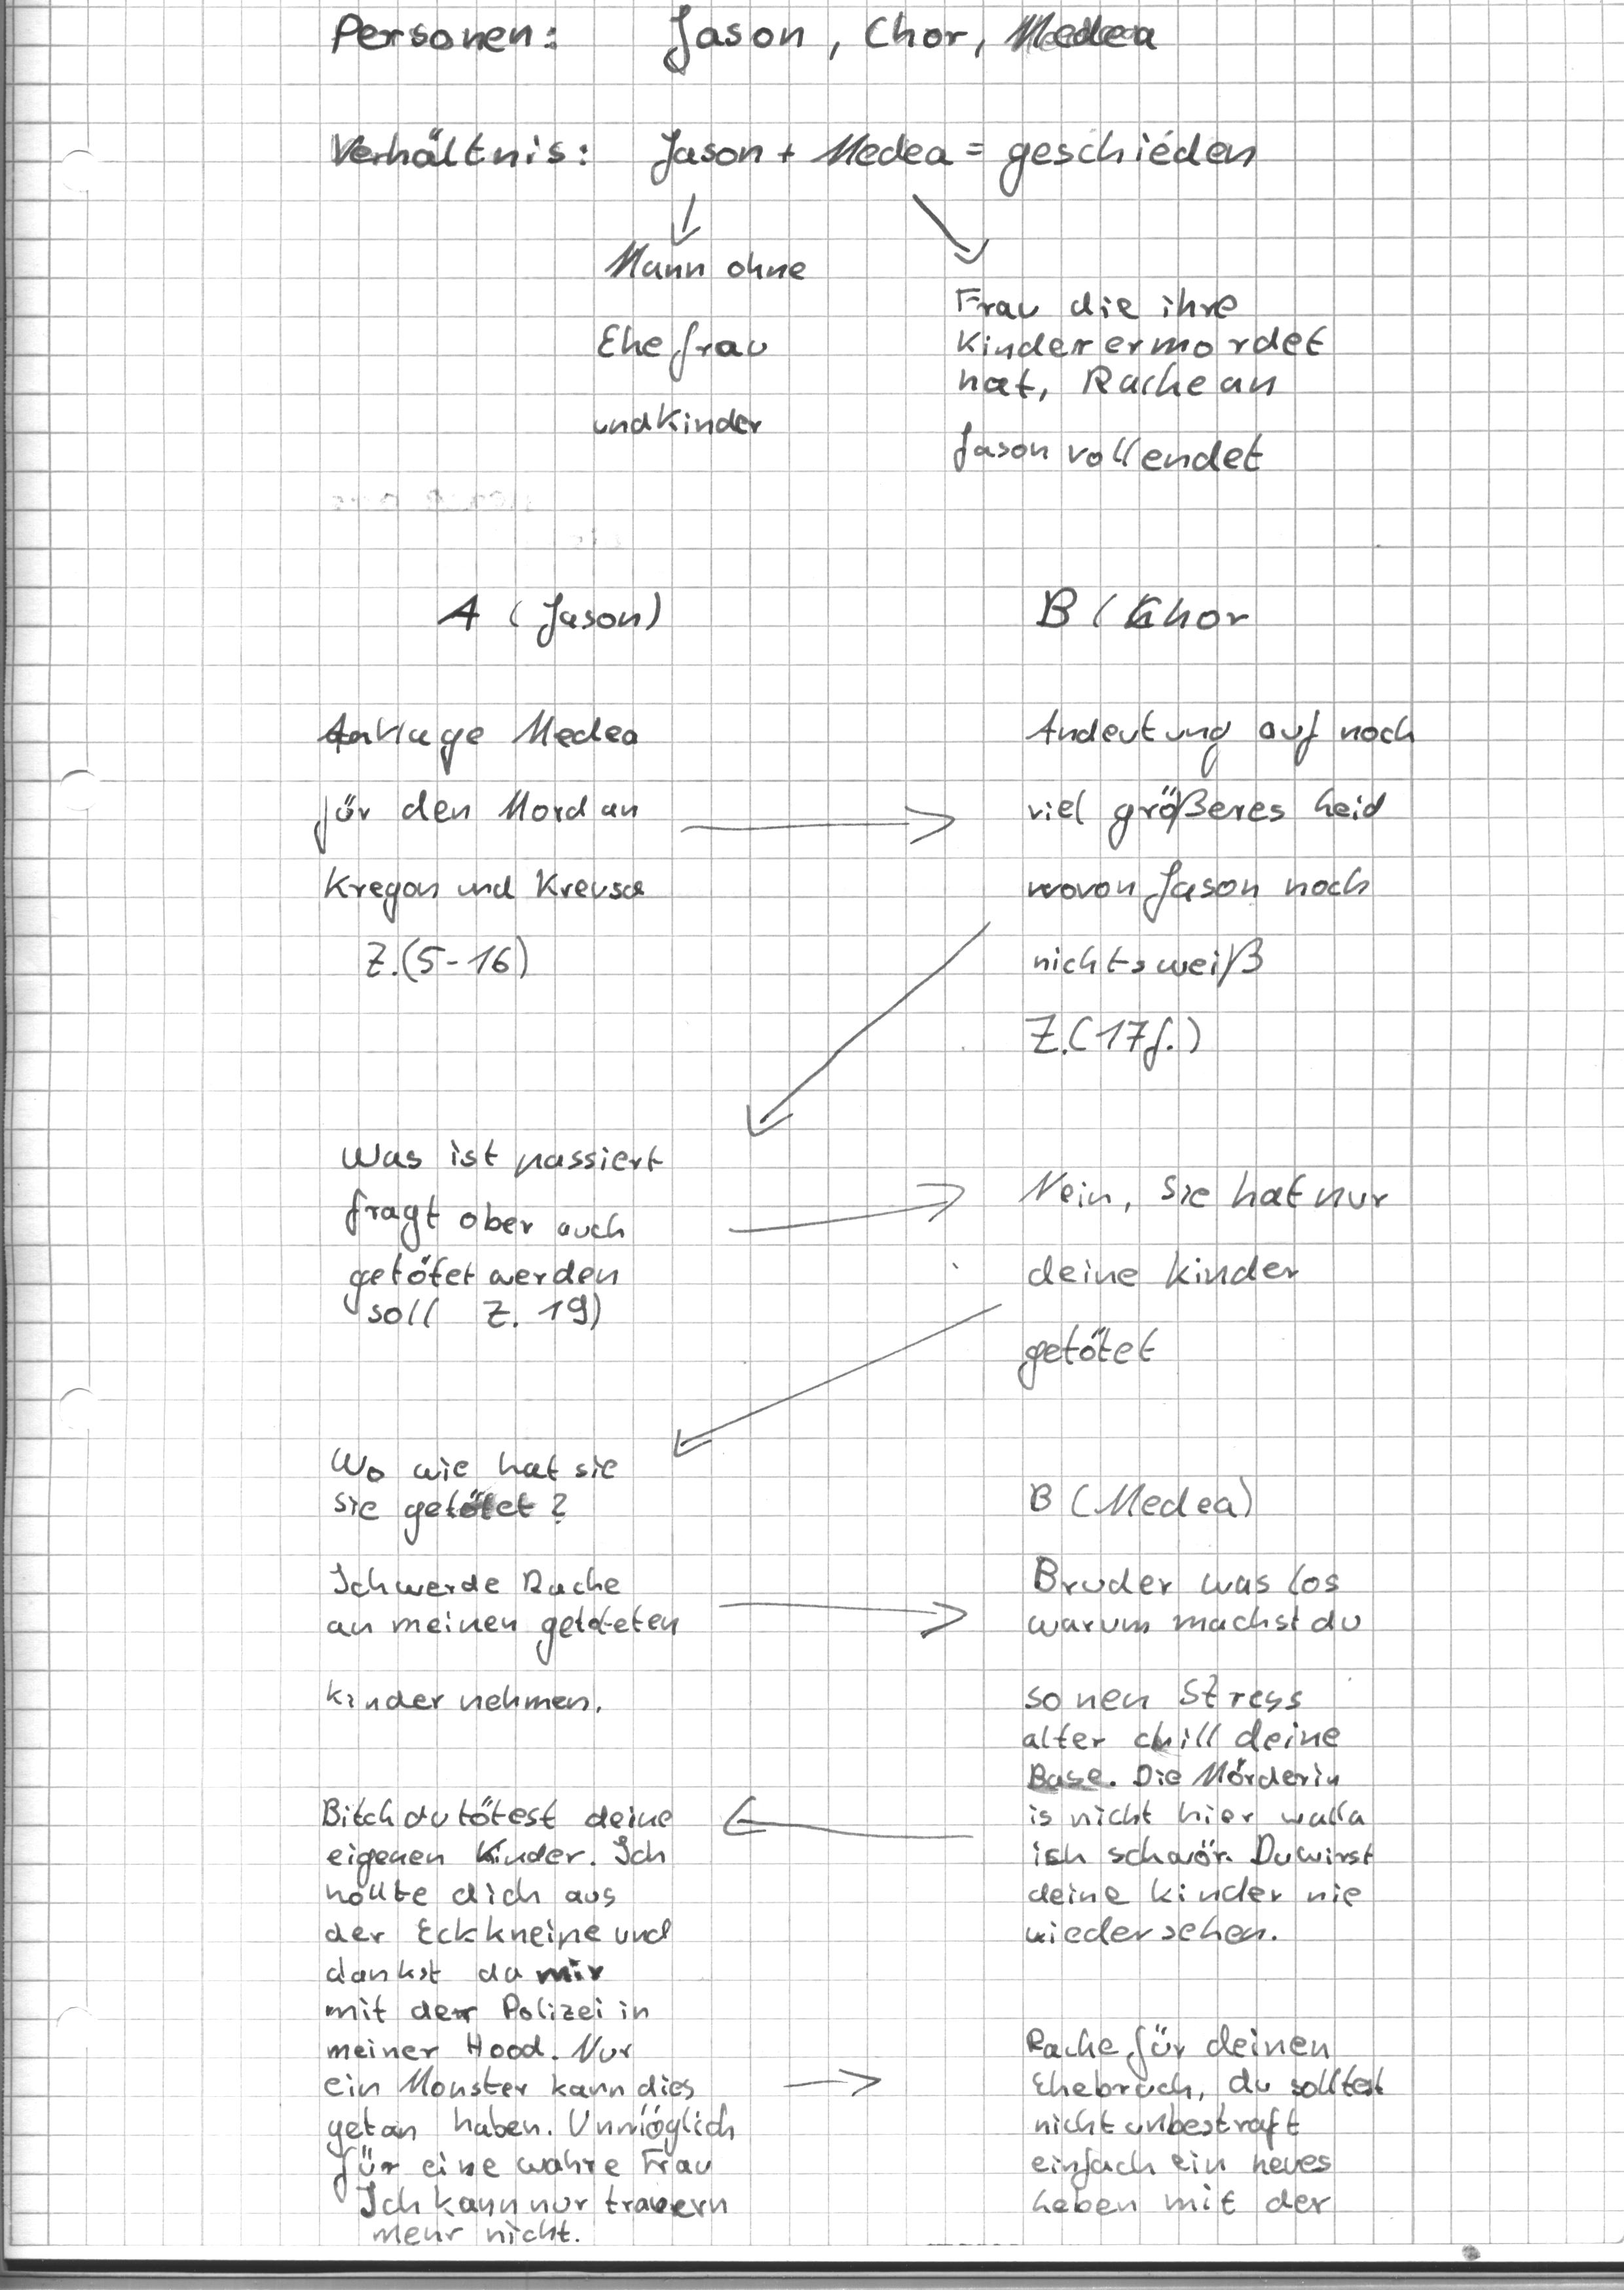 Personen: Jason, Chor, Medea
Verhältnis: Jason + Medea = geschieden
Mann ohne
Ehefrau
und Kinder
Frau die ihre
Kinder ermordet
hat, Rache an
Jason vollendet
A (Jason)
B (Chor
Anklage Medea
für den Mord an
Kregon und Kreusa
Z.(5-16)
Andeutung auf noch
viel größeres Leid
wovon Jason noch
nichts weiß
Z.(17f.)
Was ist passiert
fragt ober auch
getötet werden
soll Z. 19)
Nein, sie hat nur
deine Kinder
getötet
Wo wie hat sie
sie getötet?
Ich werde Rache
an meinen getöteten
Kinder nehmen.
B (Medea)
Bruder was los
warum machst du
so nen Stress
alter chill deine
Base. Die Mörderin
is nicht hier walla
ich schwör. Du wirst
deine Kinder nie
wiedersehen.
Bitch du tötest deine
eigenen Kinder. Ich
hollte dich aus
der Eckkneipe und
dankst du mir
mit der Polizei in
meiner Hood. Nur
ein Monster kann dies
getan haben. Unmöglich
für eine wahre Frau
Ich kann nur trauern
mehr nicht.
Rache für deinen
Ehebruch, du solltest
nicht unbestraft
einfach ein neues
Leben mit der